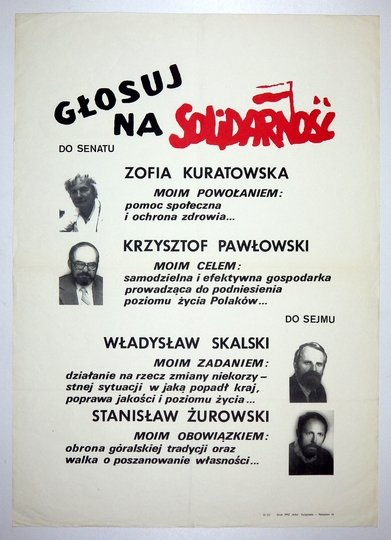 GŁOSUJ
NA SOLIDARNOŚĆ
DO SENATU
ZOFIA KURATOWSKA
MOIM POWOŁANIEM:
pomoc społeczna
i ochrona zdrowia...
KRZYSZTOF PAWŁOWSKI
MOIM CELEM:
samodzielna i efektywna gospodarka
prowadząca do podniesienia
poziomu życia Polaków...
DO SEJMU
WŁADYSŁAW SKALSKI
MOIM ZADANIEM:
działanie na rzecz zmiany niekorzy–
stnej sytuacji w jaką popadł kraj,
poprawa jakości i poziomu życia...
STANISŁAW ŻUROWSKI
MOIM OBOWIĄZKIEM:
obrona góralskiej tradycji oraz
walka o poszanowanie własności...